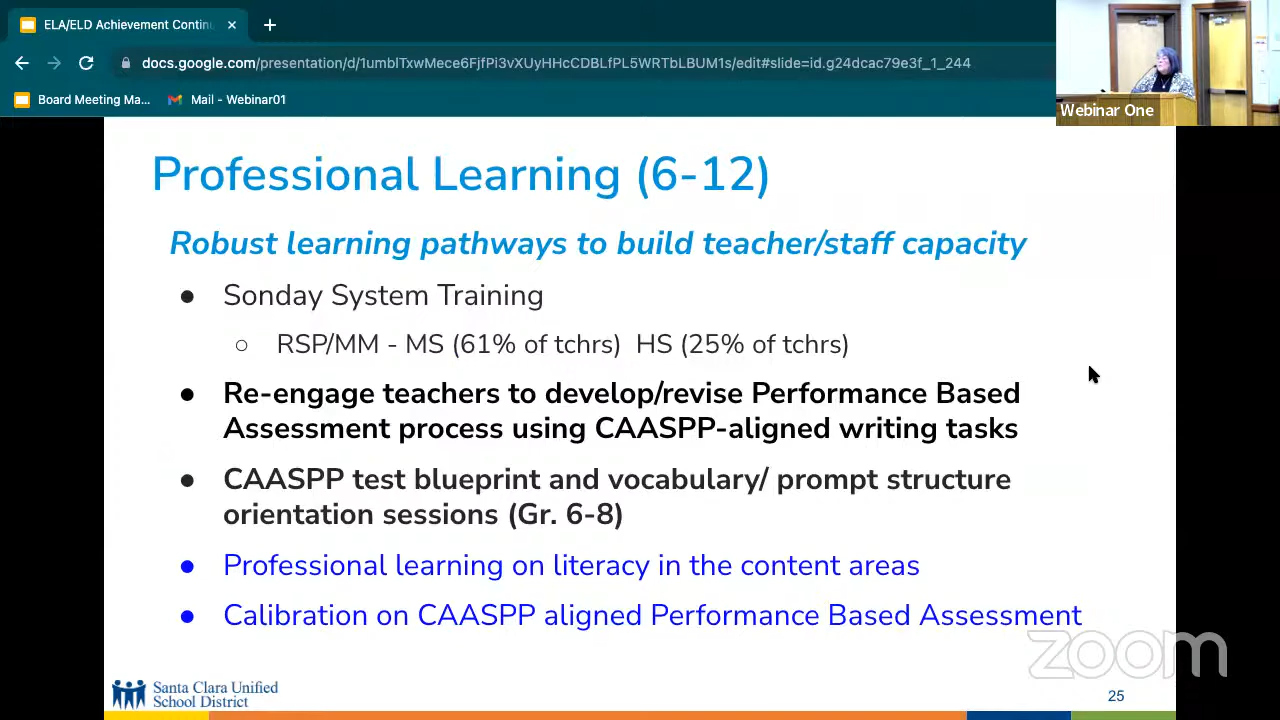 ELA/ELD Achievement Contin
docs.google.com/presentation/d/1umbITxwMece6FjfPi3vXUyHHcCDBLfPL5WRTbLBUM1s/edit#slide=id.g24dcac79e3f_1_244
Board Meeting Ma... Mail - Webinar01
Webinar One
Professional Learning (6-12)
Robust learning pathways to build teacher/staff capacity
● Sonday System Training
○ RSP/MM - MS (61% of tchrs) HS (25% of tchrs)
● Re-engage teachers to develop/revise Performance Based
Assessment process using CAASPP-aligned writing tasks
● CAASPP test blueprint and vocabulary/ prompt structure
orientation sessions (Gr. 6-8)
● Professional learning on literacy in the content areas
● Calibration on CAASPP aligned Performance Based Assessment
zoom
Santa Clara Unified
School District
25